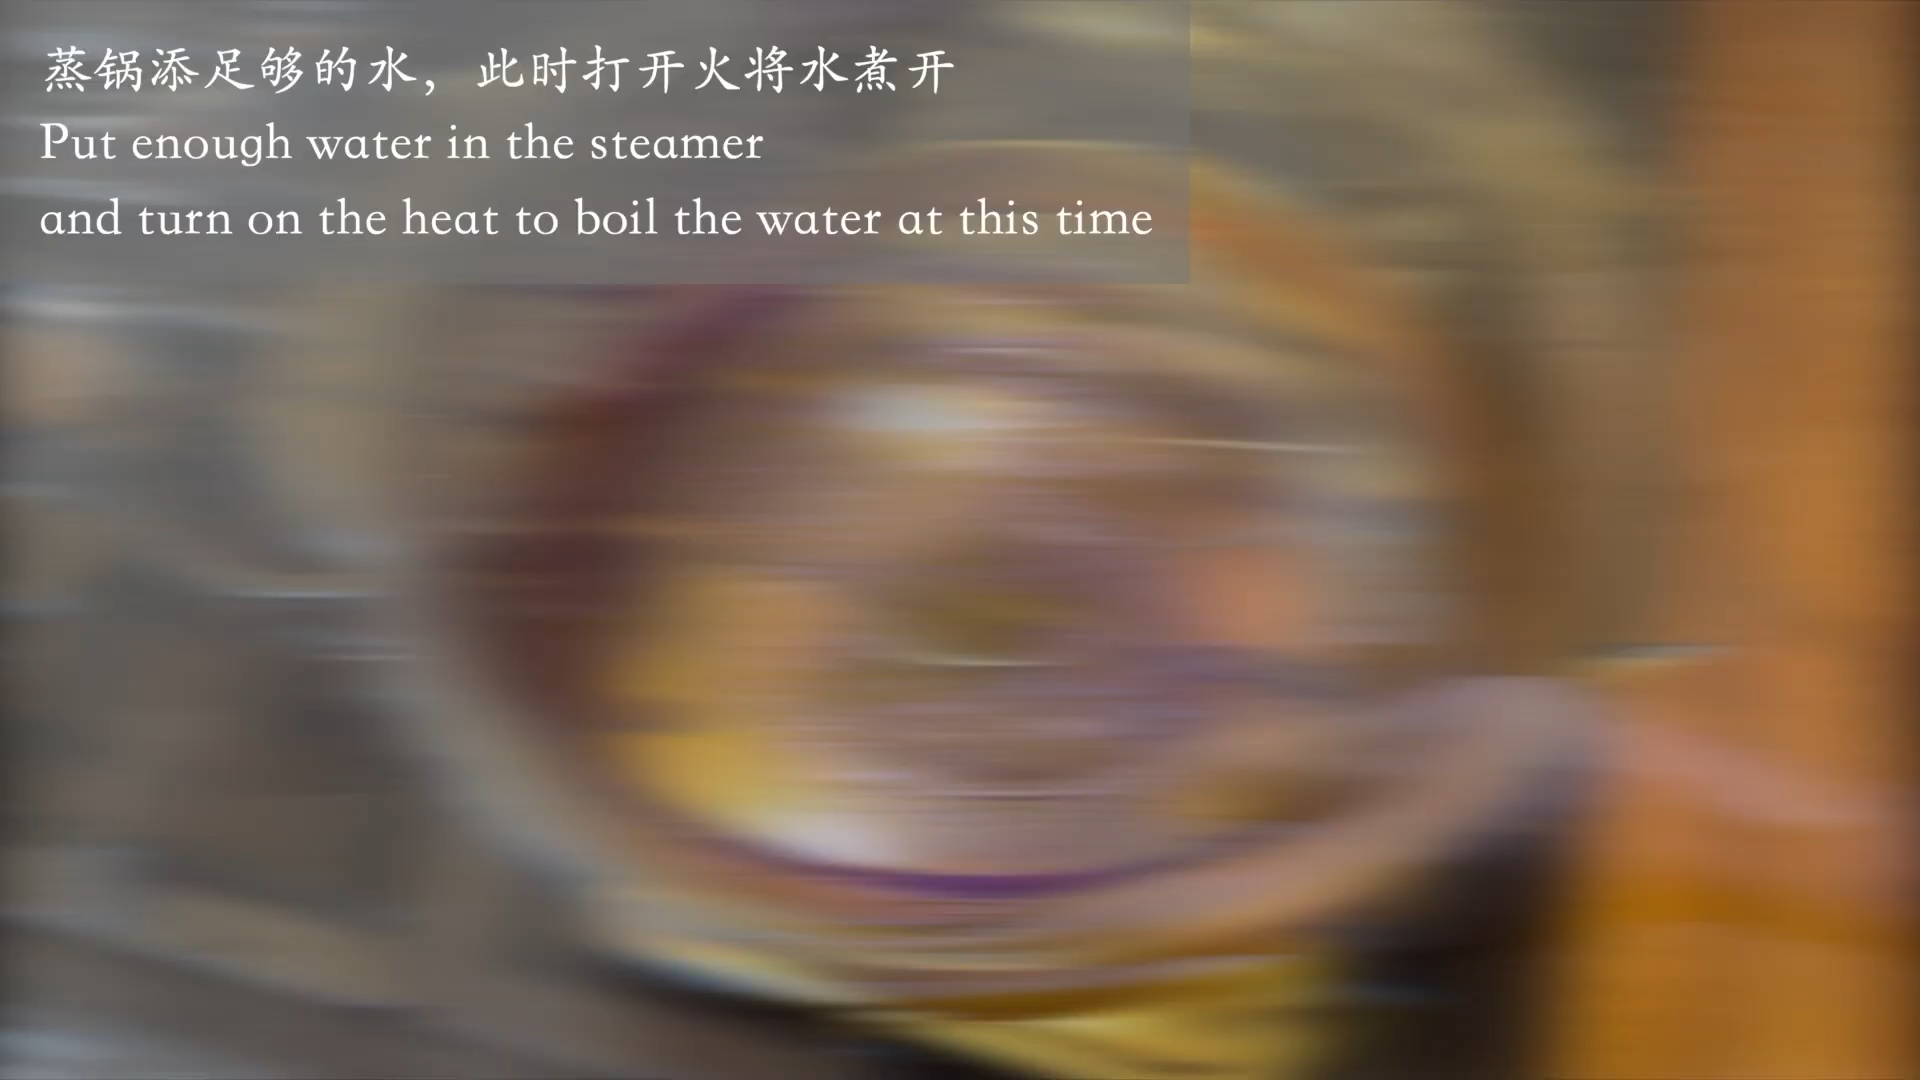 蒸锅添足够的水，此时打开火将水煮开
Put enough water in the steamer
and turn on the heat to boil the water at this time